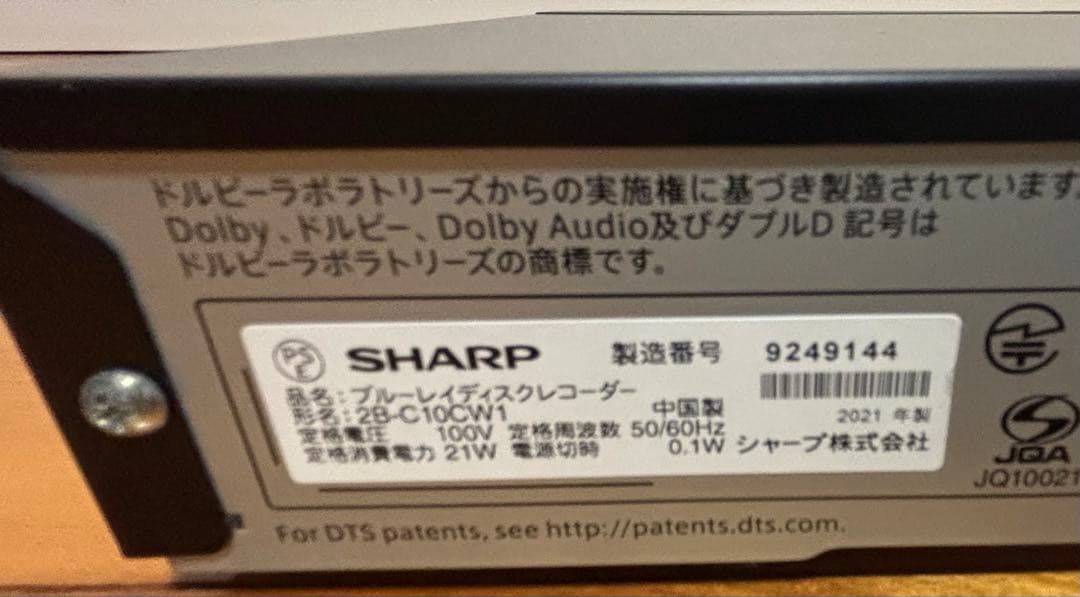 ドルビーラボラトリーズからの実施権に基づき製造されています。
Dolby、ドルビー、Dolby Audio及びダブルD 記号は
ドルビーラボラトリーズの商標です。
PSE SHARP 製造番号 9249144
品名:ブルーレイディスクレコーダー
形名:2B-C10CW1 中国製 2021 年製
定格電圧 100V 定格周波数 50/60Hz
定格消費電力 21W 電源切時 0.1W シャープ株式会社
JQA
JQ10021
For DTS patents, see http://patents.dts.com.